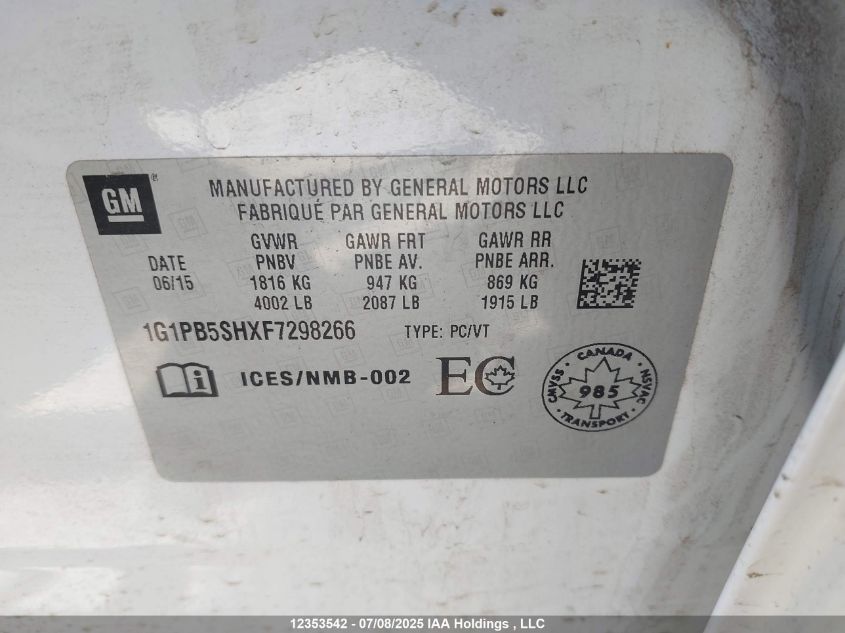 GM
MANUFACTURED BY GENERAL MOTORS LLC
FABRIQUÉ PAR GENERAL MOTORS LLC
DATE
06/15
GVWR
PNBV
1816 KG
4002 LB
GAWR FRT
PNBE AV.
947 KG
2087 LB
GAWR RR
PNBE ARR.
869 KG
1915 LB
1G1PB5SHXF7298266 TYPE: PC/VT
i ICES/NMB-002 EC
CANADA
CMVSS 985 NSVAC
TRANSPORT
12353542 - 07/08/2025 IAA Holdings , LLC